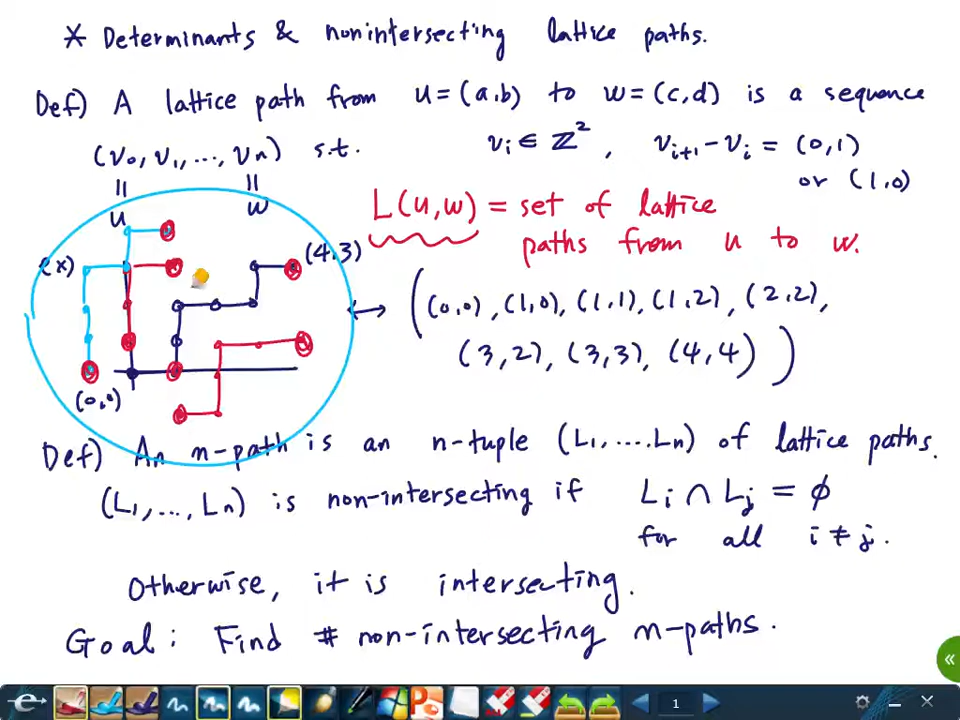 * Determinants & nonintersecting lattice paths.
Def) A lattice path from u=(a,b) to w=(c,d) is a sequence
(v0, v1, ..., vn) s.t. vi ∈ ℤ², vi+1 - vi = (0,1)
or (1,0)
|| ||
u w
L(u,w) = set of lattice
paths from u to w.
(x)
(4,3)
↔ ((0,0), (1,0), (1,1), (1,2), (2,2),
(3,2), (3,3), (4,4))
(0,0)
Def) An n-path is an n-tuple (L1, ....Ln) of lattice paths.
(L1, ..., Ln) is non-intersecting if Li ∩ Lj = ϕ
for all i ≠ j.
Otherwise, it is intersecting.
Goal: Find # non-intersecting n-paths.
1